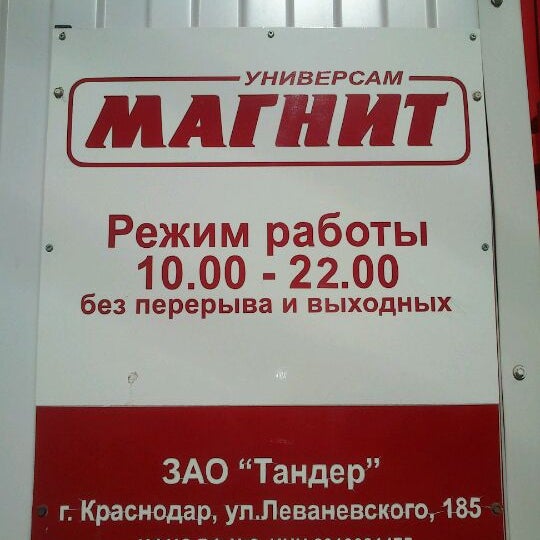 УНИВЕРСАМ
МАГНИТ
Режим работы
10.00 - 22.00
без перерыва и выходных
ЗАО “Тандер”
г. Краснодар, ул.Леваневского, 185